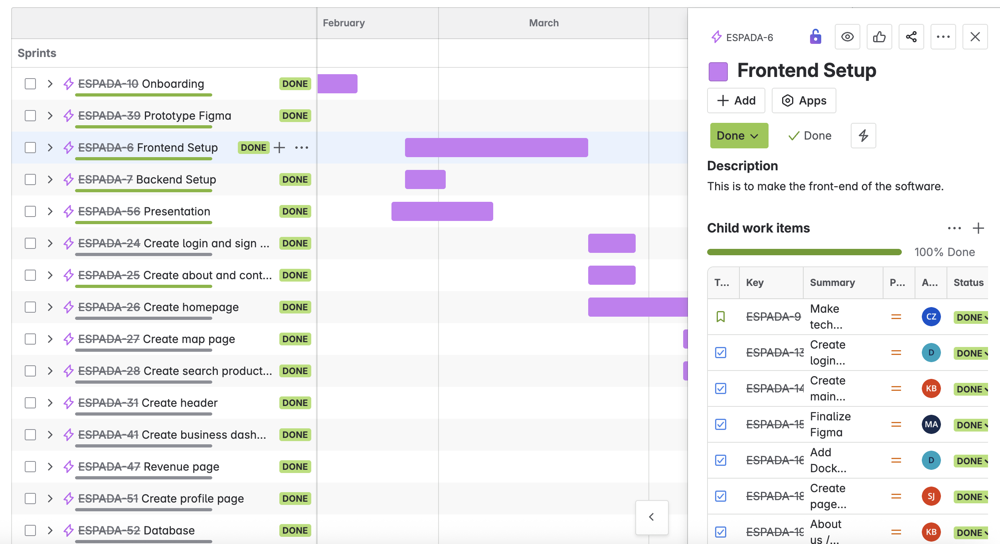 February
March
Sprints
ESPADA-10 Onboarding DONE
ESPADA-39 Prototype Figma DONE
ESPADA-6 Frontend Setup DONE
ESPADA-7 Backend Setup DONE
ESPADA-56 Presentation DONE
ESPADA-24 Create login and sign ... DONE
ESPADA-25 Create about and cont... DONE
ESPADA-26 Create homepage DONE
ESPADA-27 Create map page DONE
ESPADA-28 Create search product... DONE
ESPADA-31 Create header DONE
ESPADA-41 Create business dash... DONE
ESPADA-47 Revenue page DONE
ESPADA-51 Create profile page DONE
ESPADA-52 Database DONE
ESPADA-6
Frontend Setup
Add Apps
Done Done
Description
This is to make the front-end of the software.
Child work items
100% Done
T... Key Summary P... A... Status
ESPADA-9 Make tech... CZ DONE
ESPADA-13 Create login... D DONE
ESPADA-14 Create main... KB DONE
ESPADA-15 Finalize Figma MA DONE
ESPADA-16 Add Dock... D DONE
ESPADA-18 Create page... SJ DONE
ESPADA-19 About us /... KB DONE